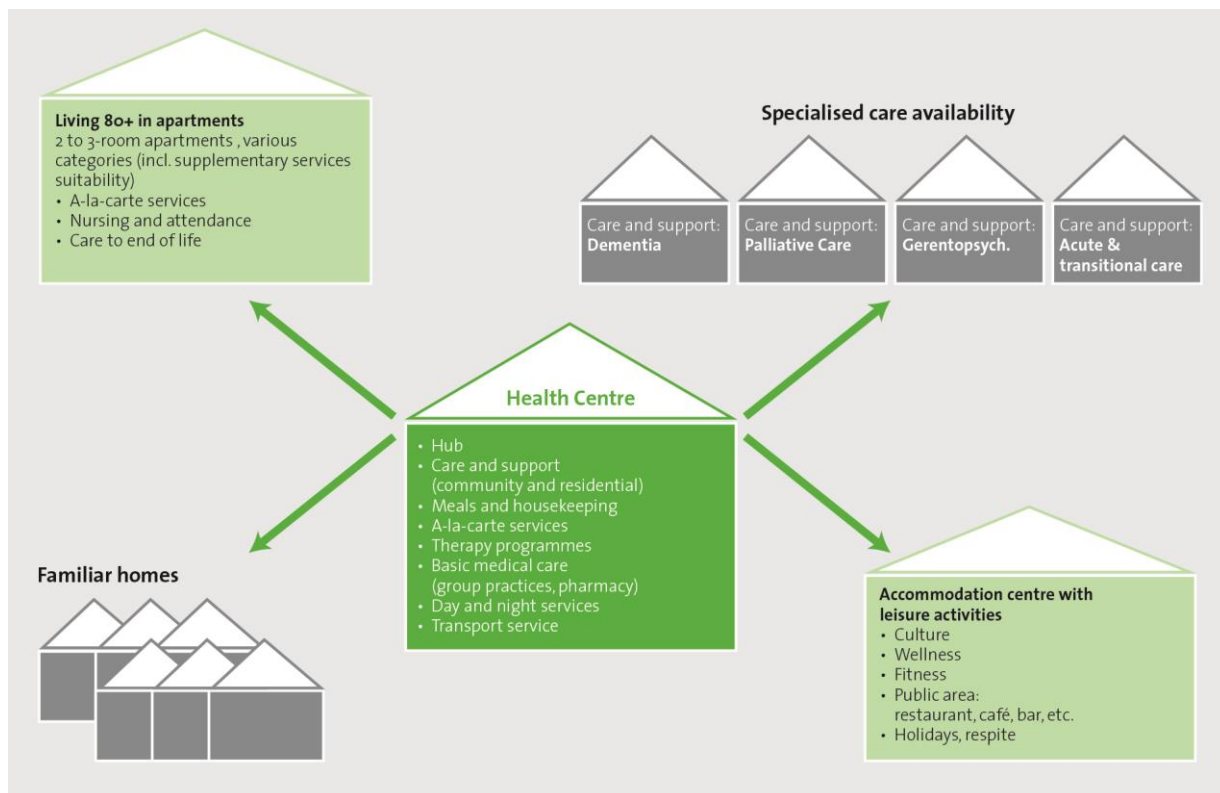 Living 80+ in apartments
2 to 3-room apartments , various
categories (incl. supplementary services
suitability)
• A-la-carte services
• Nursing and attendance
• Care to end of life
Specialised care availability
Care and support:
Dementia
Care and support:
Palliative Care
Care and support:
Gerentopsych.
Care and support:
Acute &
transitional care
Health Centre
• Hub
• Care and support
(community and residential)
• Meals and housekeeping
• A-la-carte services
• Therapy programmes
• Basic medical care
(group practices, pharmacy)
• Day and night services
• Transport service
Familiar homes
Accommodation centre with
leisure activities
• Culture
• Wellness
• Fitness
• Public area:
restaurant, café, bar, etc.
• Holidays, respite